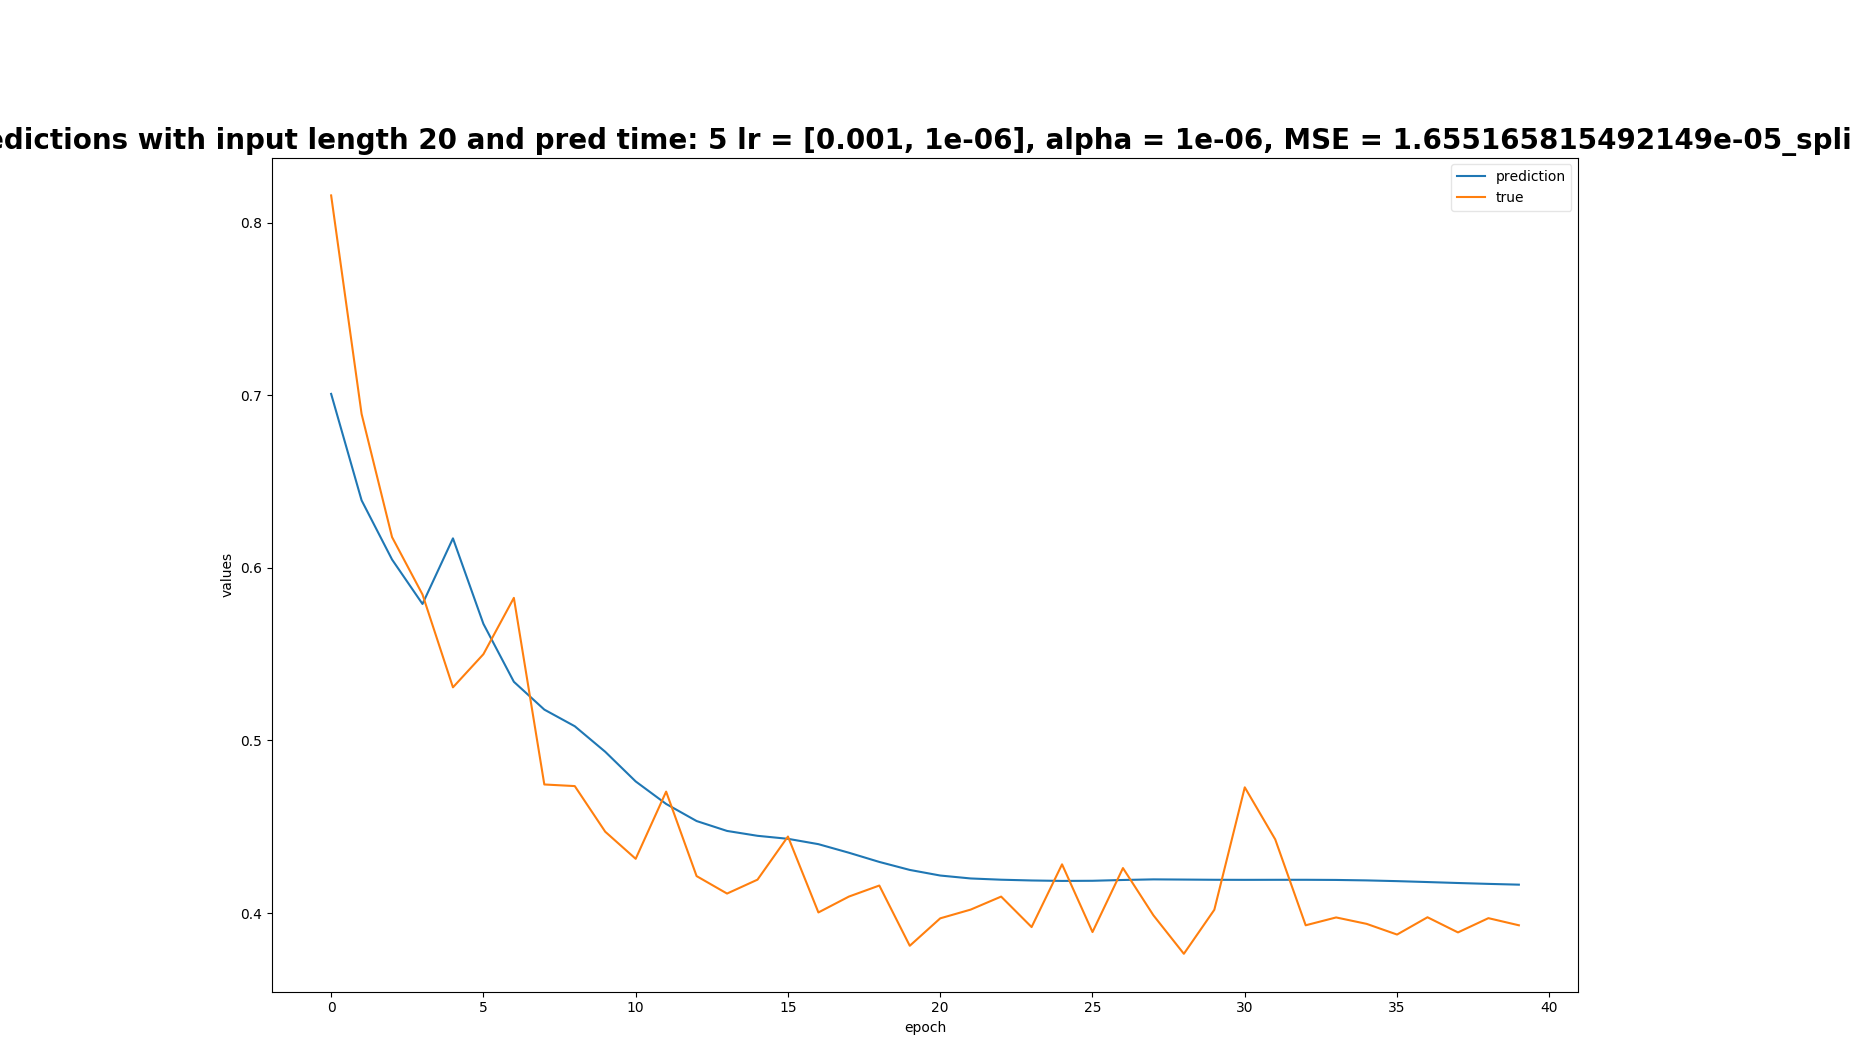 edictions with input length 20 and pred time: 5 lr = [0.001, 1e-06], alpha = 1e-06, MSE = 1.655165815492149e-05_spli
prediction
true
0.8
0.7
0.6
0.5
0.4
values
0 5 10 15 20 25 30 35 40
epoch